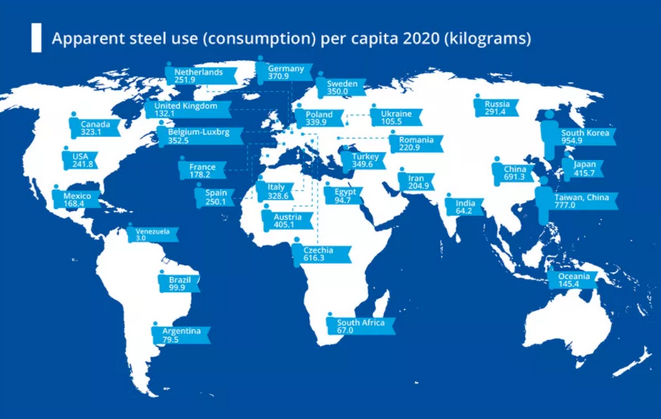 Apparent steel use (consumption) per capita 2020 (kilograms)
Netherlands
251.9
Germany
370.9
Sweden
350.0
United Kingdom
132.1
Poland
339.9
Ukraine
105.5
Russia
291.4
Canada
323.1
Belgium-Luxbrg
352.5
Romania
220.9
South Korea
954.9
USA
241.8
France
178.2
Turkey
349.6
Iran
204.9
China
691.3
Japan
415.7
Mexico
168.4
Spain
250.1
Italy
328.6
Egypt
94.7
India
64.2
Taiwan, China
777.0
Austria
405.1
Venezuela
3.0
Czechia
616.3
Brazil
99.9
Oceania
145.4
Argentina
79.5
South Africa
67.0